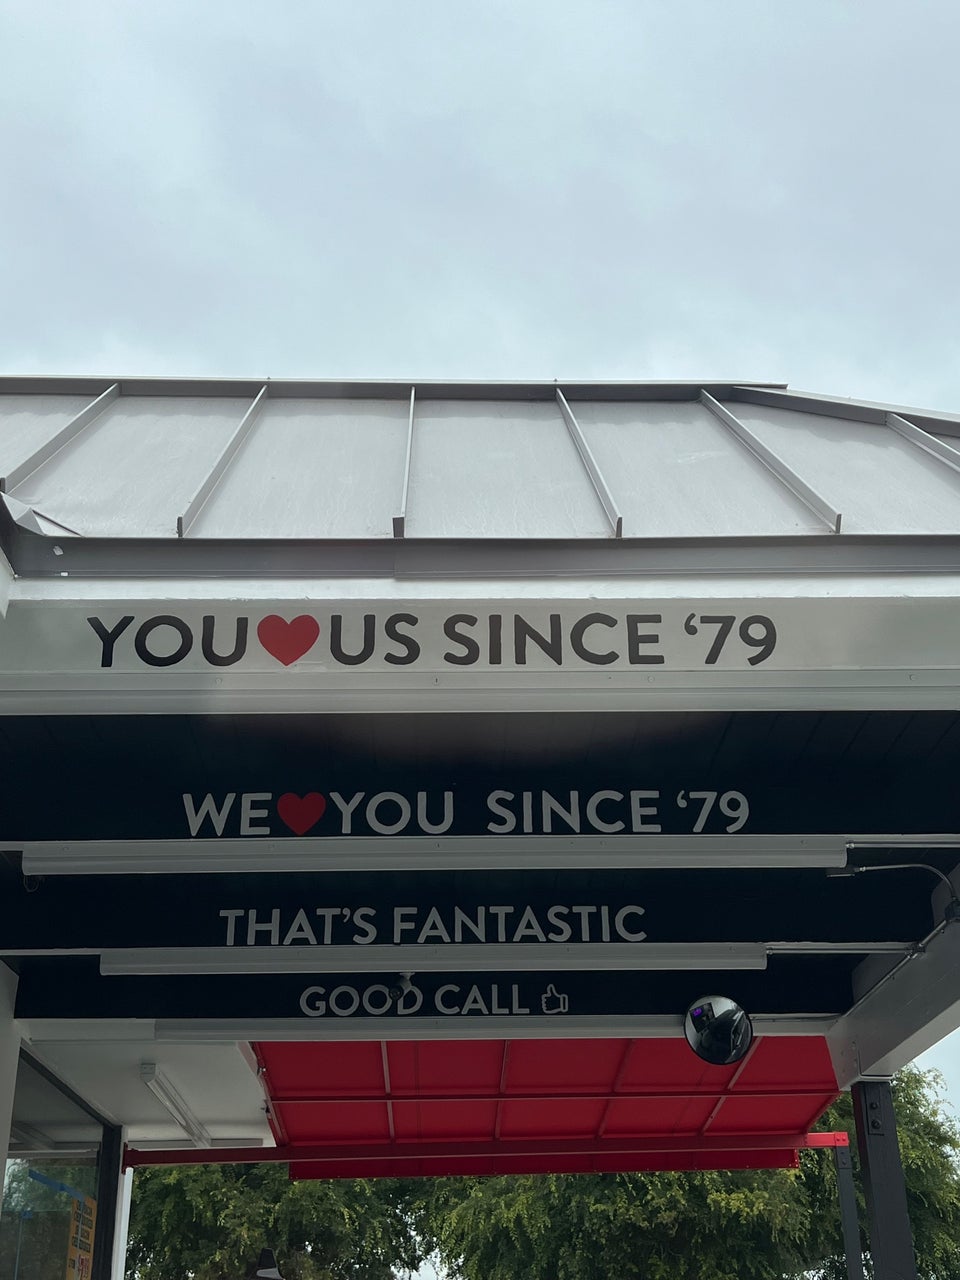 YOU❤US SINCE ‘79
WE❤YOU SINCE ‘79
THAT’S FANTASTIC
GOOD CALL 👍